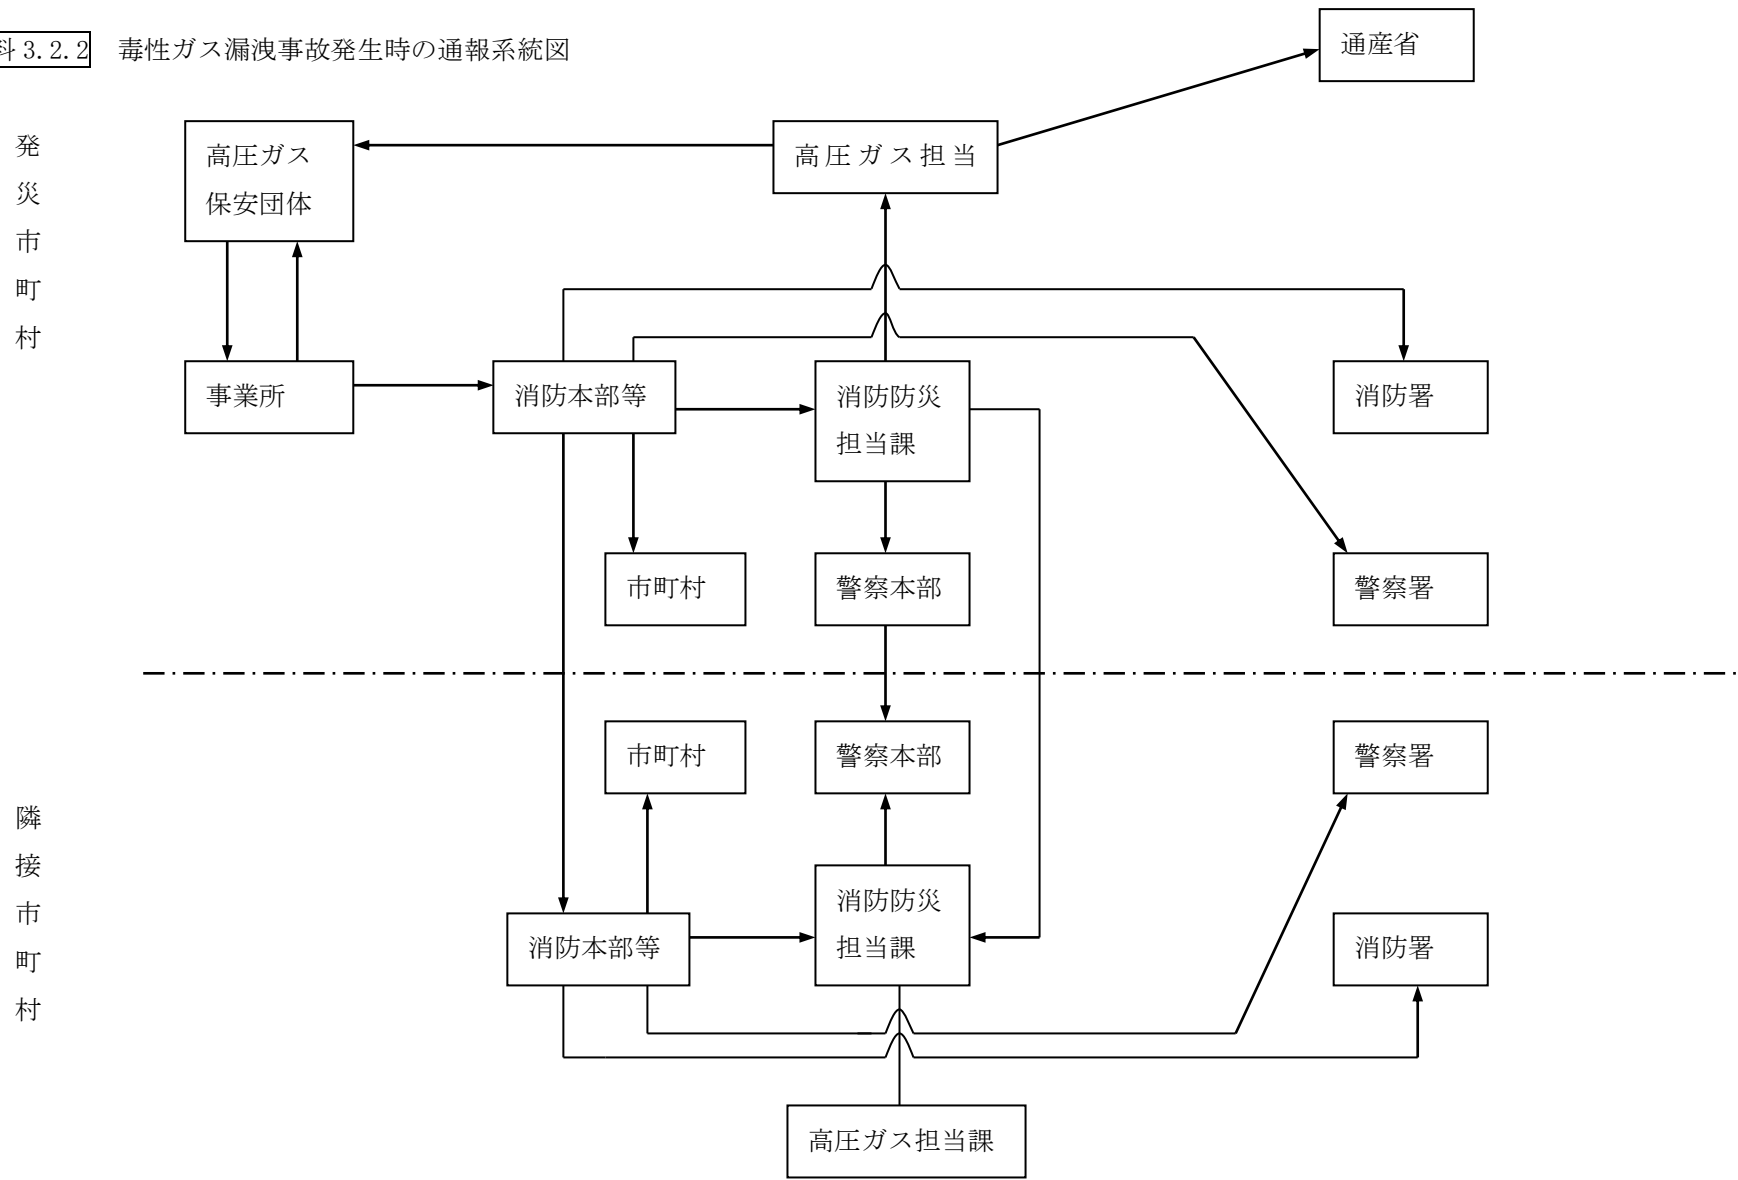 料 3.2.2 毒性ガス漏洩事故発生時の通報系統図
通産省
発災市町村
高圧ガス
保安団体
高圧ガス担当
事業所
消防本部等
消防防災
担当課
消防署
市町村
警察本部
警察署
隣接市町村
市町村
警察本部
警察署
消防本部等
消防防災
担当課
消防署
高圧ガス担当課